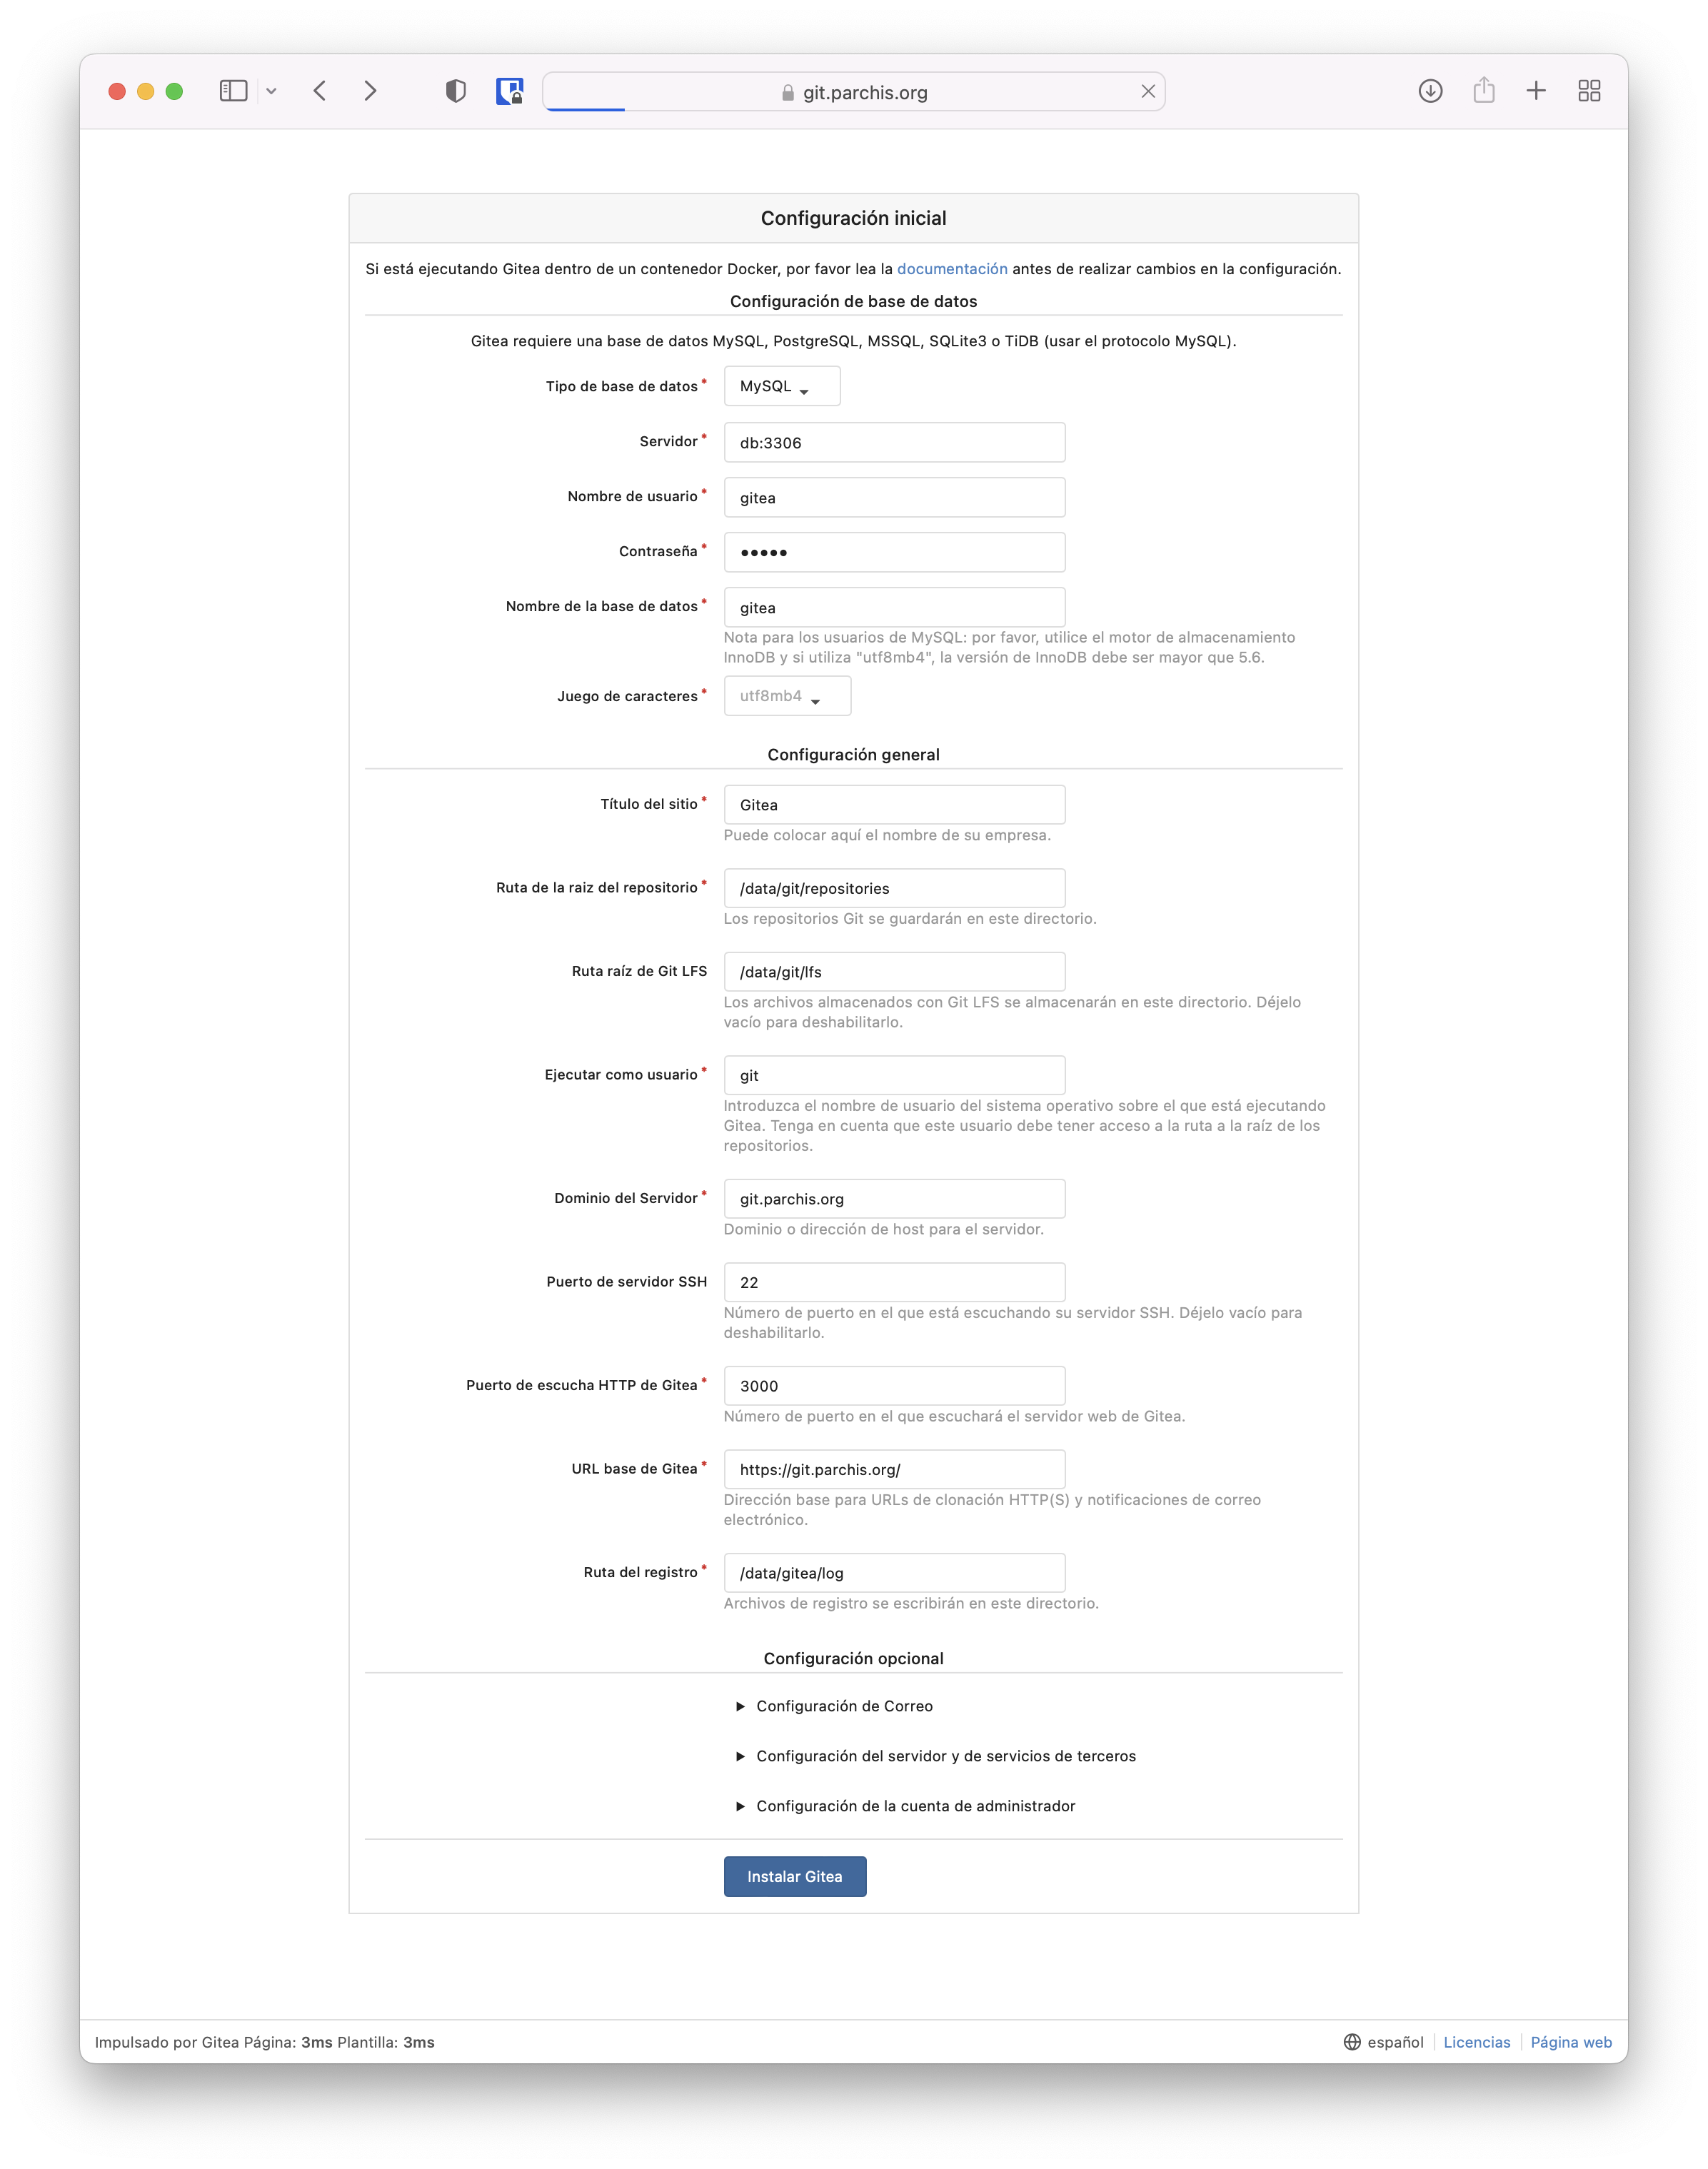 git.parchis.org
Configuración inicial
Si está ejecutando Gitea dentro de un contenedor Docker, por favor lea la documentación antes de realizar cambios en la configuración.
Configuración de base de datos
Gitea requiere una base de datos MySQL, PostgreSQL, MSSQL, SQLite3 o TiDB (usar el protocolo MySQL).
Tipo de base de datos* MySQL
Servidor* db:3306
Nombre de usuario* gitea
Contraseña* •••••
Nombre de la base de datos* gitea
Nota para los usuarios de MySQL: por favor, utilice el motor de almacenamiento
InnoDB y si utiliza "utf8mb4", la versión de InnoDB debe ser mayor que 5.6.
Juego de caracteres* utf8mb4
Configuración general
Título del sitio* Gitea
Puede colocar aquí el nombre de su empresa.
Ruta de la raiz del repositorio* /data/git/repositories
Los repositorios Git se guardarán en este directorio.
Ruta raíz de Git LFS /data/git/lfs
Los archivos almacenados con Git LFS se almacenarán en este directorio. Déjelo
vacío para deshabilitarlo.
Ejecutar como usuario* git
Introduzca el nombre de usuario del sistema operativo sobre el que está ejecutando
Gitea. Tenga en cuenta que este usuario debe tener acceso a la ruta a la raíz de los
repositorios.
Dominio del Servidor* git.parchis.org
Dominio o dirección de host para el servidor.
Puerto de servidor SSH 22
Número de puerto en el que está escuchando su servidor SSH. Déjelo vacío para
deshabilitarlo.
Puerto de escucha HTTP de Gitea* 3000
Número de puerto en el que escuchará el servidor web de Gitea.
URL base de Gitea* https://git.parchis.org/
Dirección base para URLs de clonación HTTP(S) y notificaciones de correo
electrónico.
Ruta del registro* /data/gitea/log
Archivos de registro se escribirán en este directorio.
Configuración opcional
Configuración de Correo
Configuración del servidor y de servicios de terceros
Configuración de la cuenta de administrador
Instalar Gitea
Impulsado por Gitea Página: 3ms Plantilla: 3ms español Licencias Página web